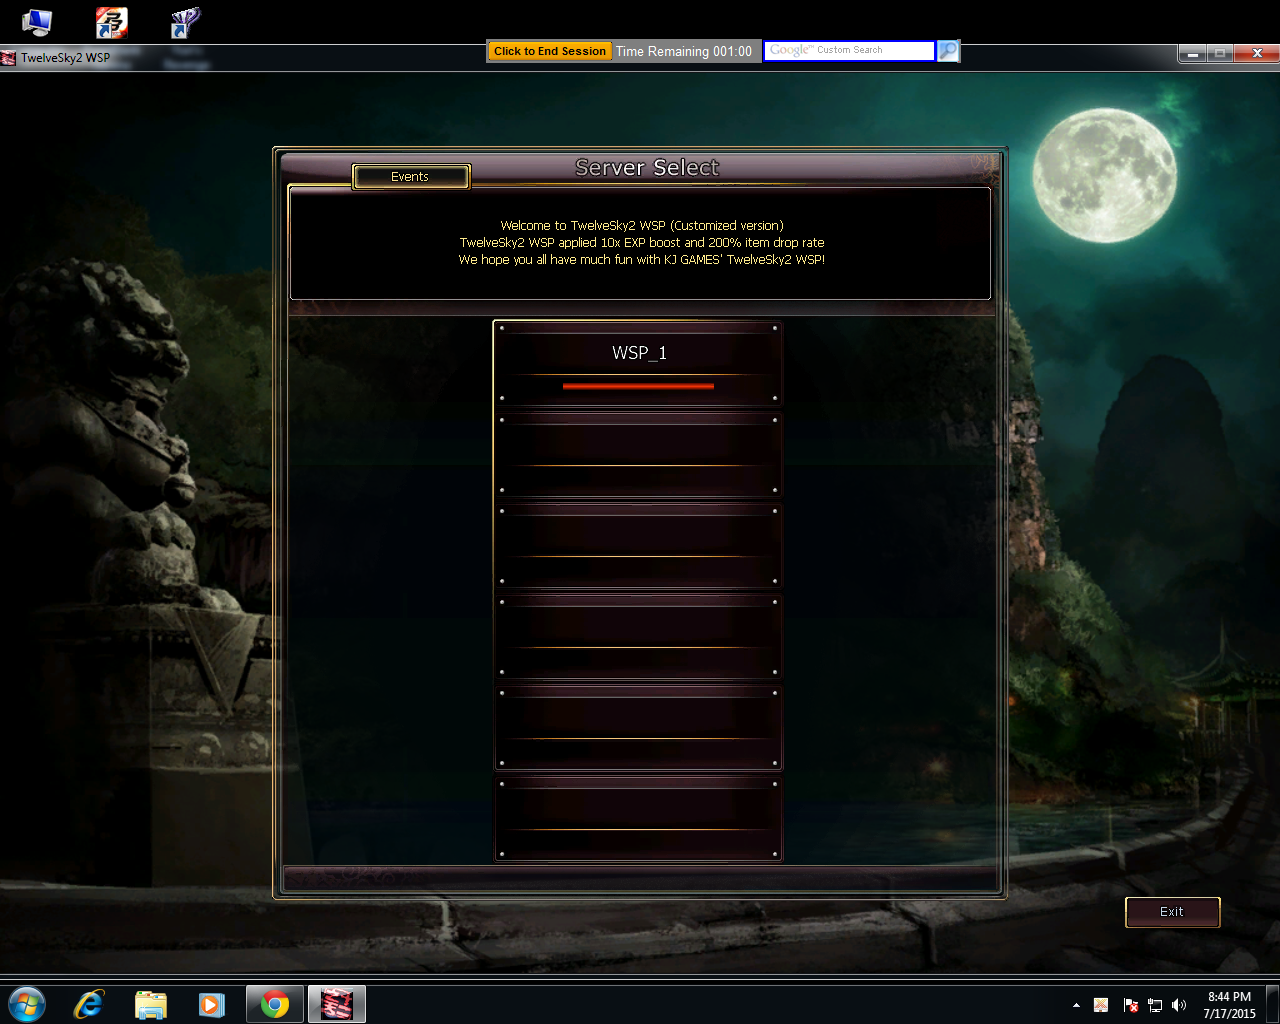 Click to End Session
Time Remaining 001:00
Google™ Custom Search
TwelveSky2 WSP
Server Select
Events
Welcome to TwelveSky2 WSP (Customized version)
TwelveSky2 WSP applied 10x EXP boost and 200% item drop rate
We hope you all have much fun with KJ GAMES' TwelveSky2 WSP!
WSP_1
Exit
8:44 PM
7/17/2015